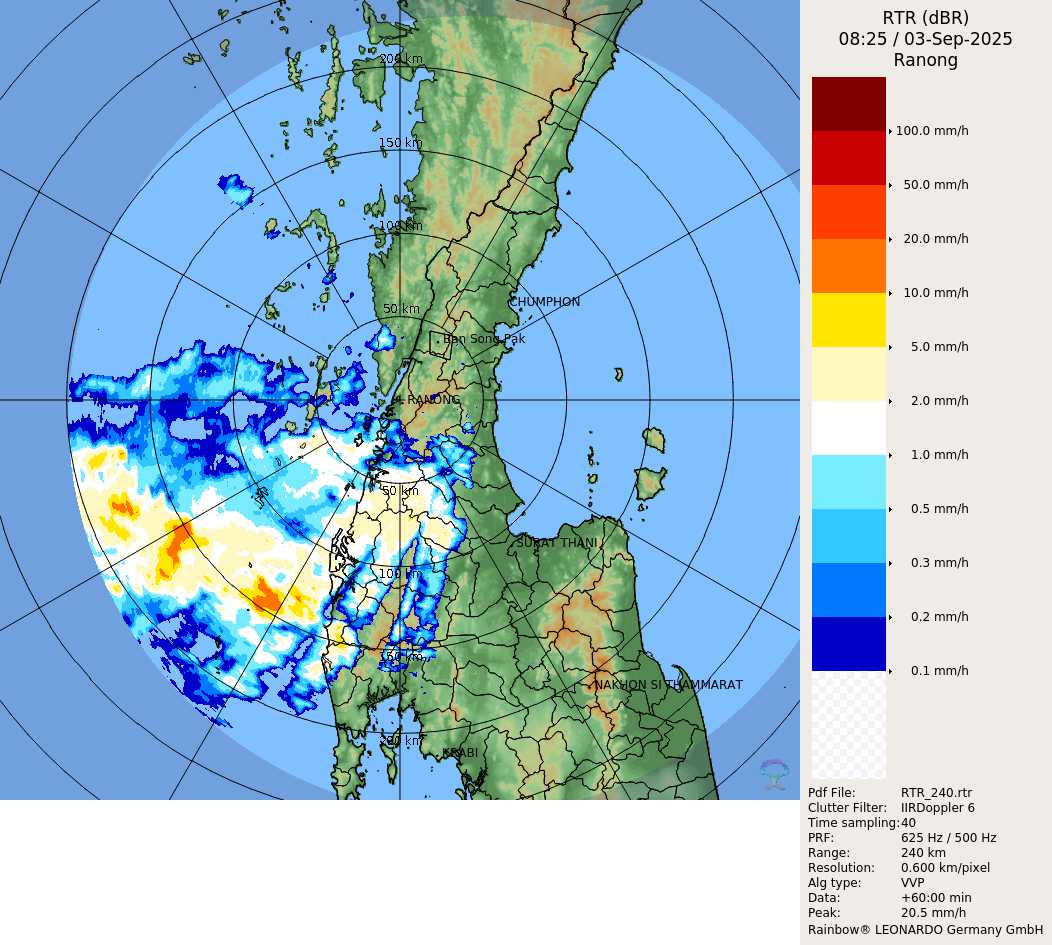 RTR (dBR)
08:25 / 03-Sep-2025
Ranong
200 km
150 km
100 km
50 km
CHUMPHON
Ban Song Pak
RANONG
50 km
SURAT THANI
100 km
150 km
NAKHON SI THAMMARAT
200 km
KRABI
100.0 mm/h
50.0 mm/h
20.0 mm/h
10.0 mm/h
5.0 mm/h
2.0 mm/h
1.0 mm/h
0.5 mm/h
0.3 mm/h
0.2 mm/h
0.1 mm/h
Pdf File: RTR_240.rtr
Clutter Filter: IIRDoppler 6
Time sampling: 40
PRF: 625 Hz / 500 Hz
Range: 240 km
Resolution: 0.600 km/pixel
Alg type: VVP
Data: +60:00 min
Peak: 20.5 mm/h
Rainbow® LEONARDO Germany GmbH